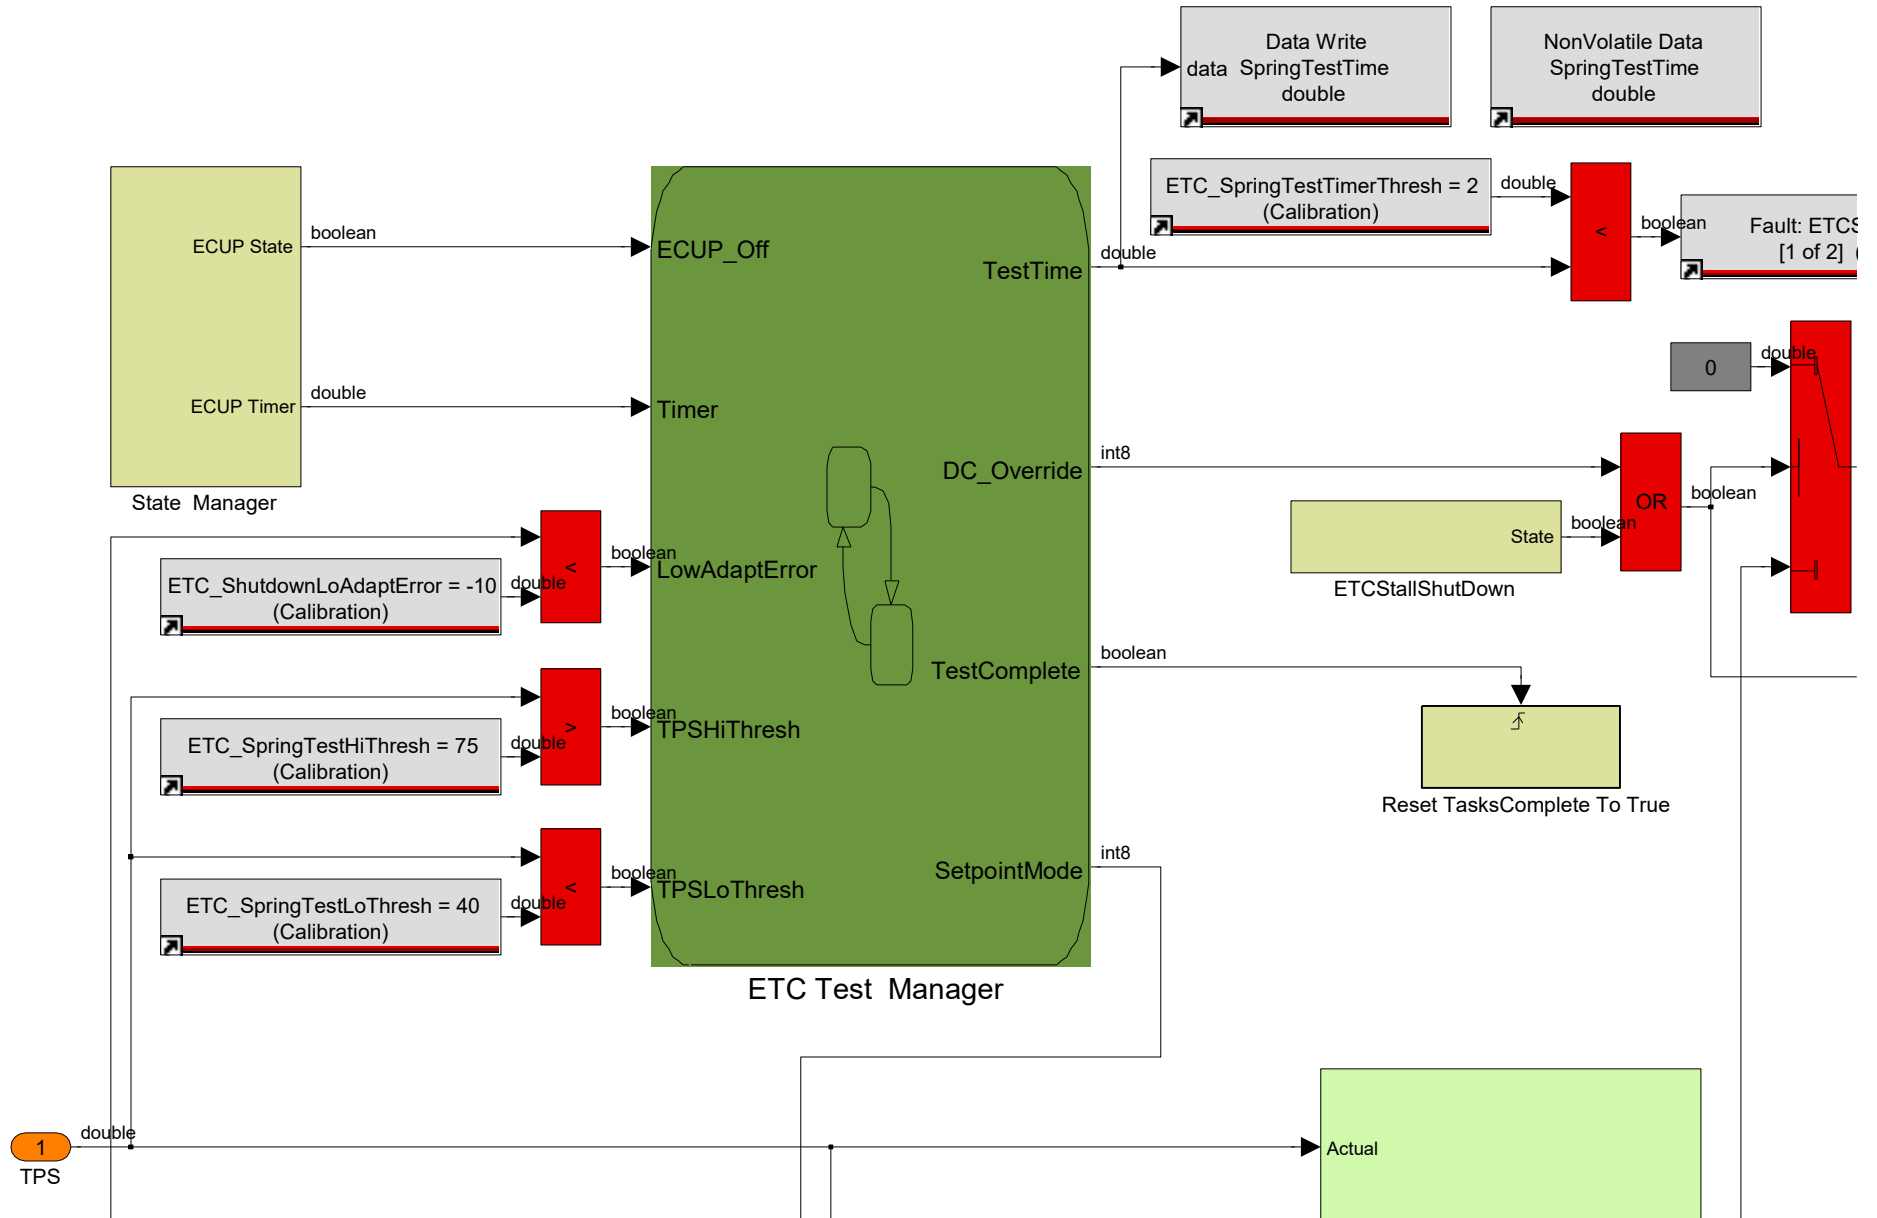 Data Write
data SpringTestTime
double
NonVolatile Data
SpringTestTime
double
ETC_SpringTestTimerThresh = 2
(Calibration)
double
<
boolean
Fault: ETCS
[1 of 2] (
ECUP State
boolean
ECUP_Off
TestTime
double
ECUP Timer
double
Timer
State Manager
0
double
DC_Override
int8
OR
boolean
State
boolean
ETCStallShutDown
ETC_ShutdownLoAdaptError = -10
(Calibration)
double
<
boolean
LowAdaptError
TestComplete
boolean
Reset TasksComplete To True
ETC_SpringTestHiThresh = 75
(Calibration)
double
>
boolean
TPSHiThresh
ETC_SpringTestLoThresh = 40
(Calibration)
double
<
boolean
TPSLoThresh
SetpointMode
int8
ETC Test Manager
1
double
TPS
Actual